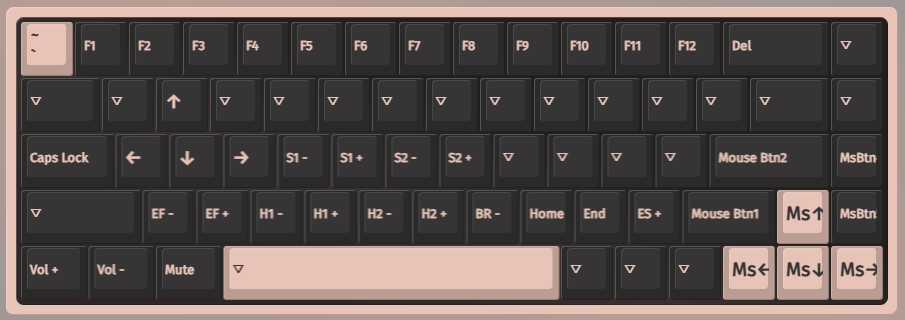 ~
`
F1 F2 F3 F4 F5 F6 F7 F8 F9 F10 F11 F12 Del ▽
▽ ▽ ↑ ▽ ▽ ▽ ▽ ▽ ▽ ▽ ▽ ▽ ▽ ▽ ▽
Caps Lock ← ↓ → S1 - S1 + S2 - S2 + ▽ ▽ ▽ ▽ Mouse Btn2 MsBtn
▽ EF - EF + H1 - H1 + H2 - H2 + BR - Home End ES + Mouse Btn1 Ms↑ MsBtn
Vol + Vol - Mute ▽ ▽ ▽ ▽ Ms← Ms↓ Ms→